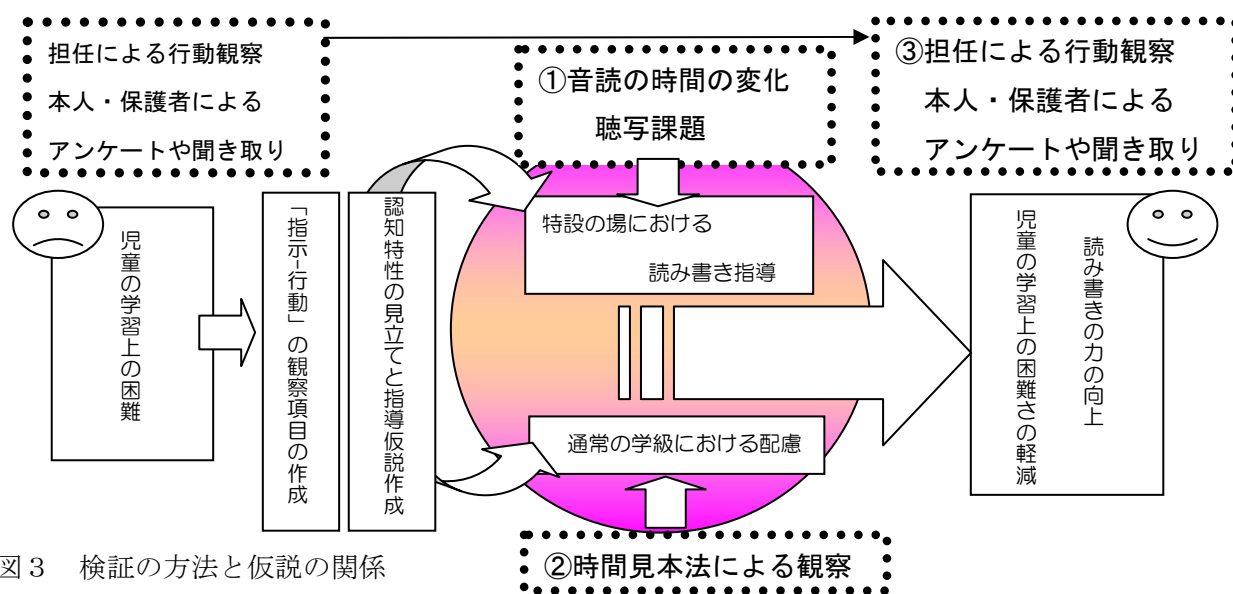 担任による行動観察
本人・保護者による
アンケートや聞き取り
①音読の時間の変化
聴写課題
③担任による行動観察
本人・保護者による
アンケートや聞き取り
児童の学習上の困難
「指示-行動」の観察項目の作成
認知特性の見立てと指導仮説作成
特設の場における
読み書き指導
通常の学級における配慮
読み書きの力の向上
児童の学習上の困難さの軽減
②時間見本法による観察
図３　検証の方法と仮説の関係